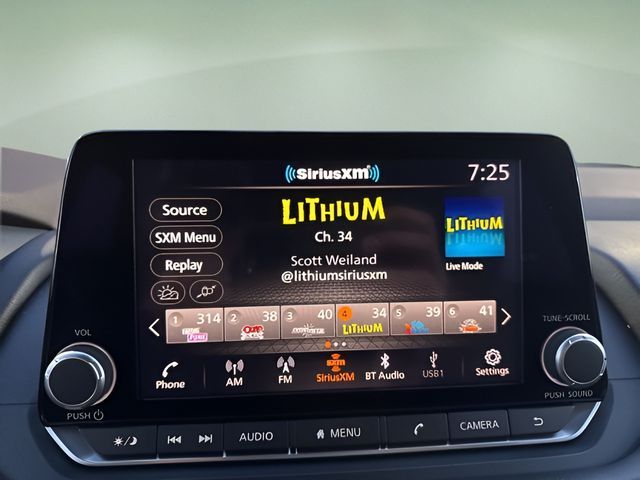 SiriusXM
7:25
Source
SXM Menu
Replay
LITHIUM
Ch. 34
Scott Weiland
@lithiumsiriusxm
LITHIUM
Live Mode
1 314
2 38
3 40
4 34
LITHIUM
5 39
6 41
Phone
AM
FM
SiriusXM
BT Audio
USB1
Settings
VOL
PUSH
TUNE·SCROLL
PUSH SOUND
AUDIO
MENU
CAMERA